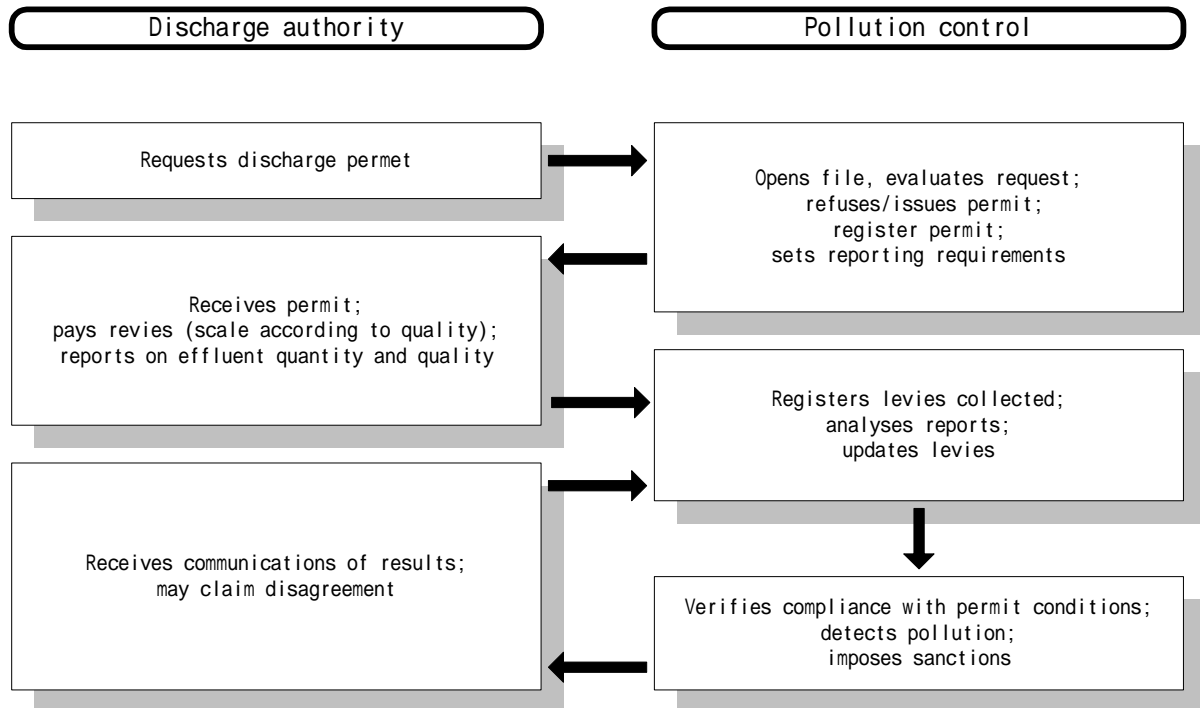 Discharge authority
Pollution control
Requests discharge permet
Opens file, evaluates request;
refuses/issues permit;
register permit;
sets reporting requirements
Receives permit;
pays revies (scale according to quality);
reports on effluent quantity and quality
Registers levies collected;
analyses reports;
updates levies
Receives communications of results;
may claim disagreement
Verifies compliance with permit conditions;
detects pollution;
imposes sanctions